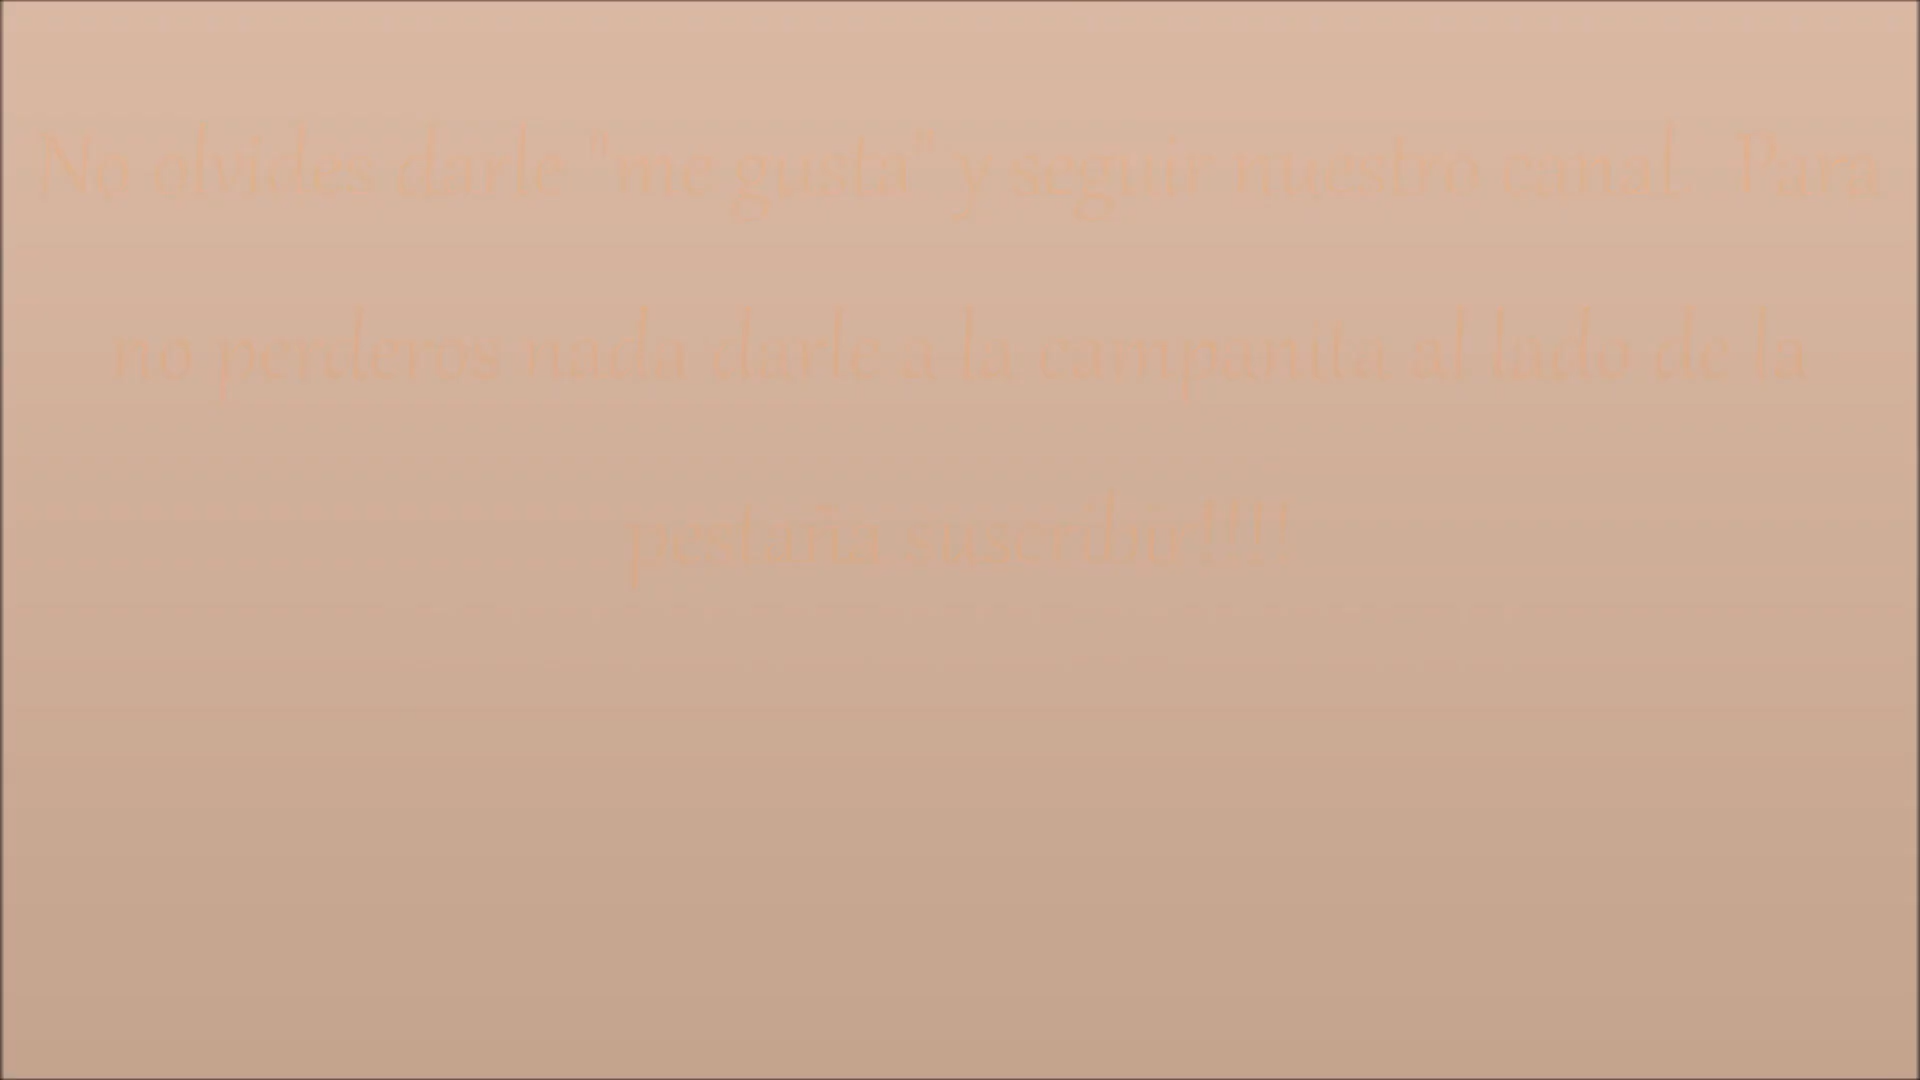 No olvides darle "me gusta" y seguir nuestro canal . Para
no perderos nada darle a la campanita al lado de la
pestaña suscribir!!!!